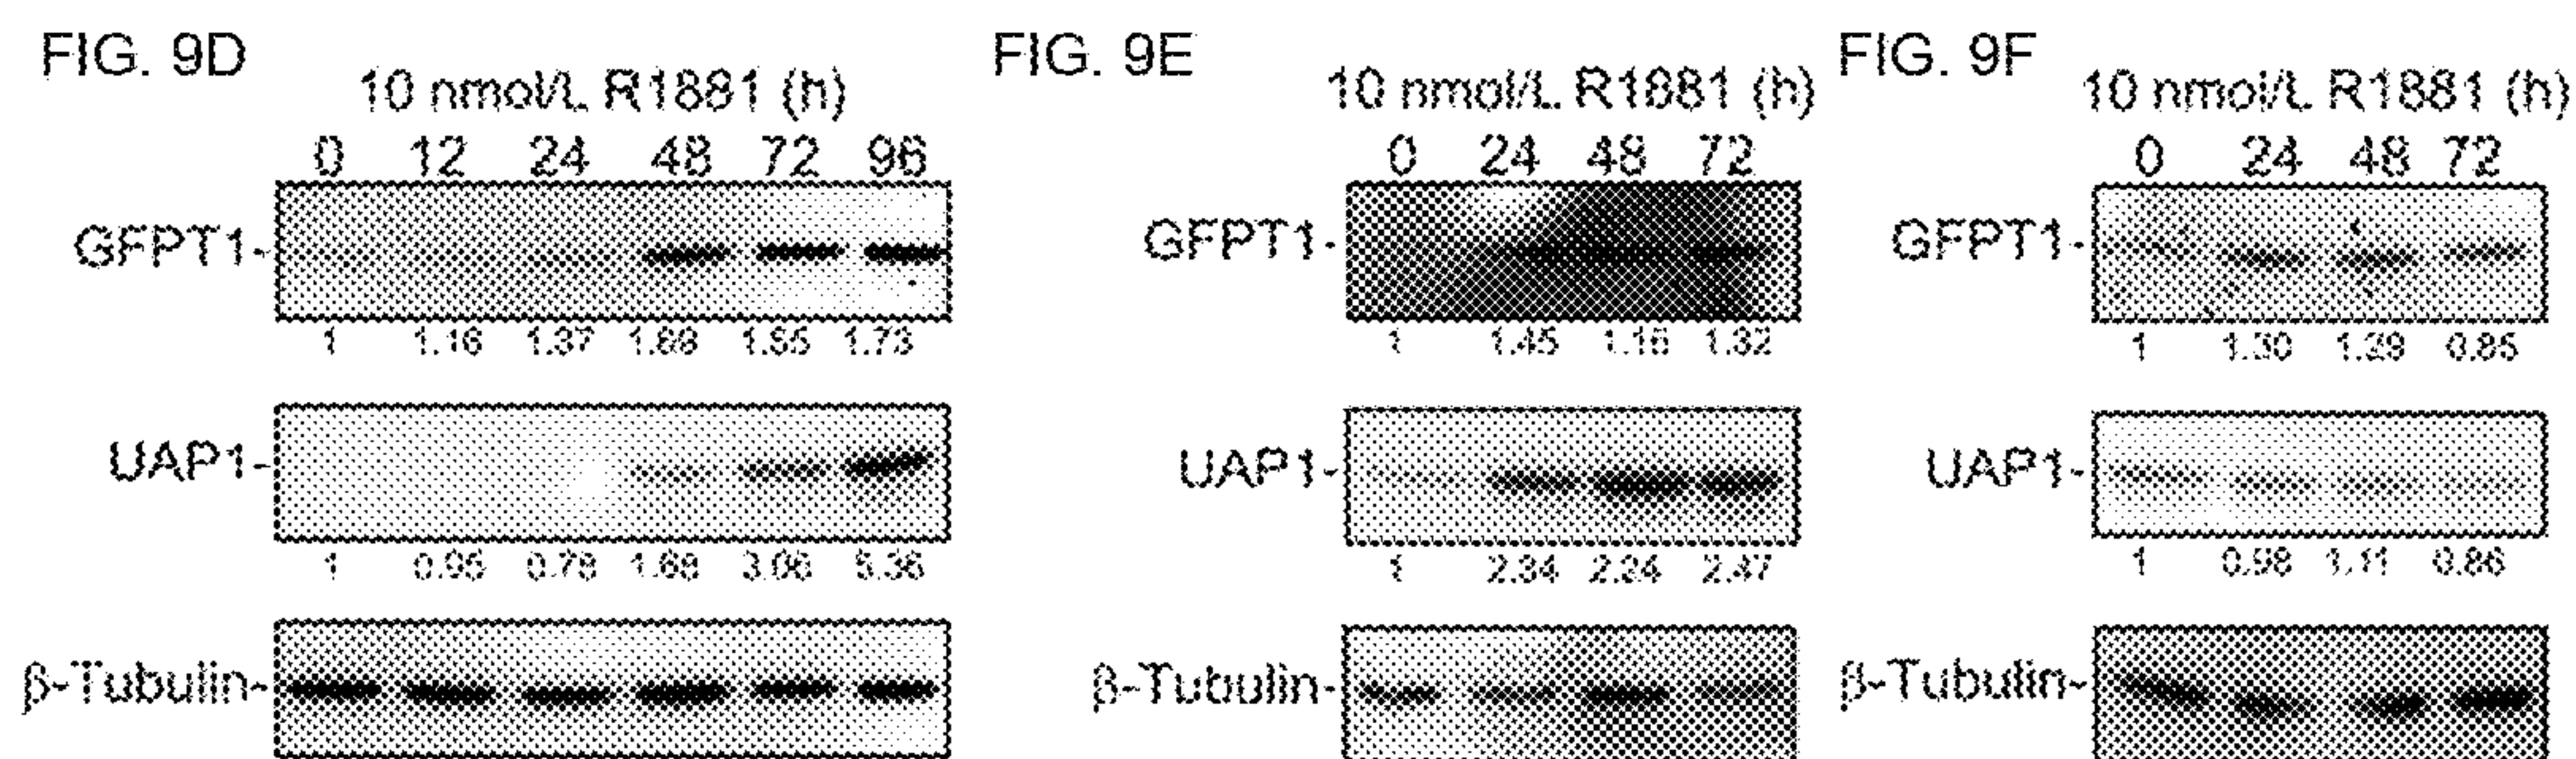 FIG. 9D
10 nmol/L R1881 (h)
0 12 24 48 72 96
GFPT1-
1 1.16 1.37 1.88 1.55 1.73
UAP1-
1 0.95 0.78 1.68 3.06 5.36
β-Tubulin-
FIG. 9E
10 nmol/L R1881 (h)
0 24 48 72
GFPT1-
1 1.45 1.16 1.32
UAP1-
1 2.34 2.24 2.47
β-Tubulin-
FIG. 9F
10 nmol/L R1881 (h)
0 24 48 72
GFPT1-
1 1.30 1.29 0.85
UAP1-
1 0.98 1.11 0.86
β-Tubulin-